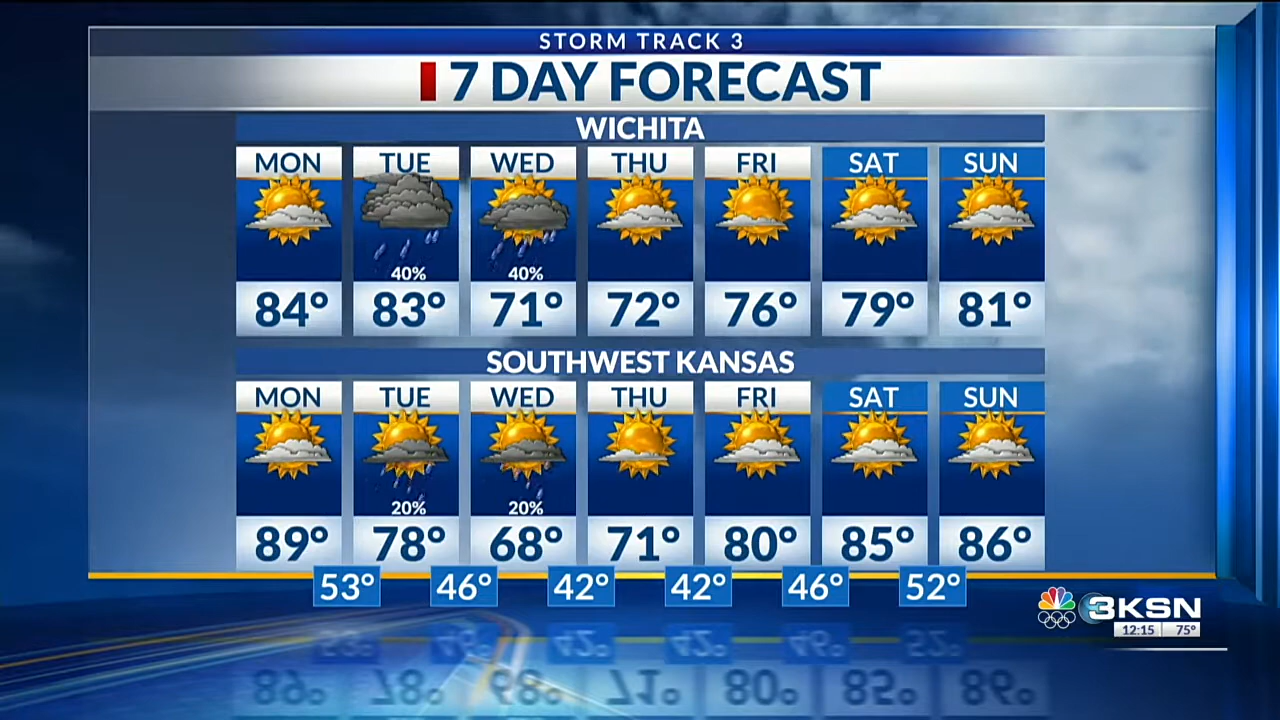 STORM TRACK 3
7 DAY FORECAST
WICHITA
MON TUE WED THU FRI SAT SUN
40% 40%
84° 83° 71° 72° 76° 79° 81°
SOUTHWEST KANSAS
MON TUE WED THU FRI SAT SUN
20% 20%
89° 78° 68° 71° 80° 85° 86°
53° 46° 42° 42° 46° 52°
3KSN
12:15 75°